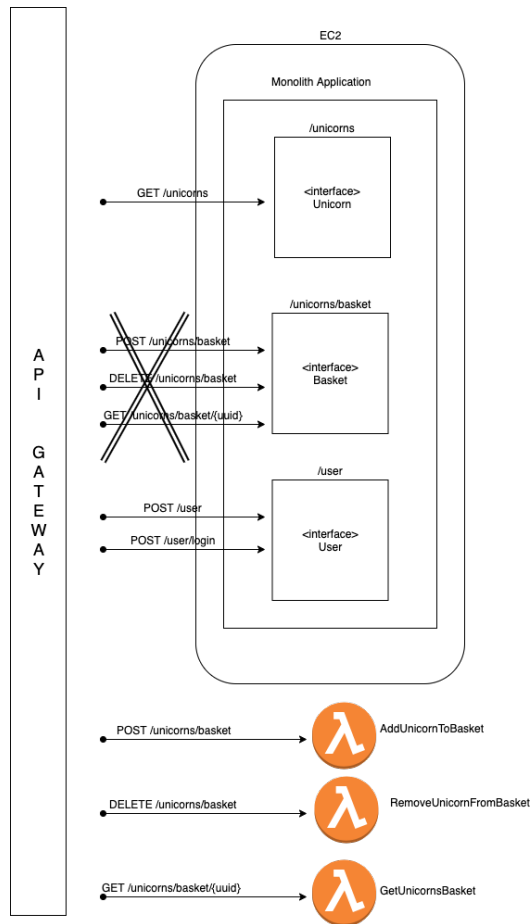 EC2
Monolith Application
/unicorns
GET /unicorns
<interface>
Unicorn
/unicorns/basket
POST /unicorns/basket
DELETE /unicorns/basket
GET /unicorns/basket/{uuid}
<interface>
Basket
API GATEWAY
/user
POST /user
POST /user/login
<interface>
User
POST /unicorns/basket
AddUnicornToBasket
DELETE /unicorns/basket
RemoveUnicornFromBasket
GET /unicorns/basket/{uuid}
GetUnicornsBasket